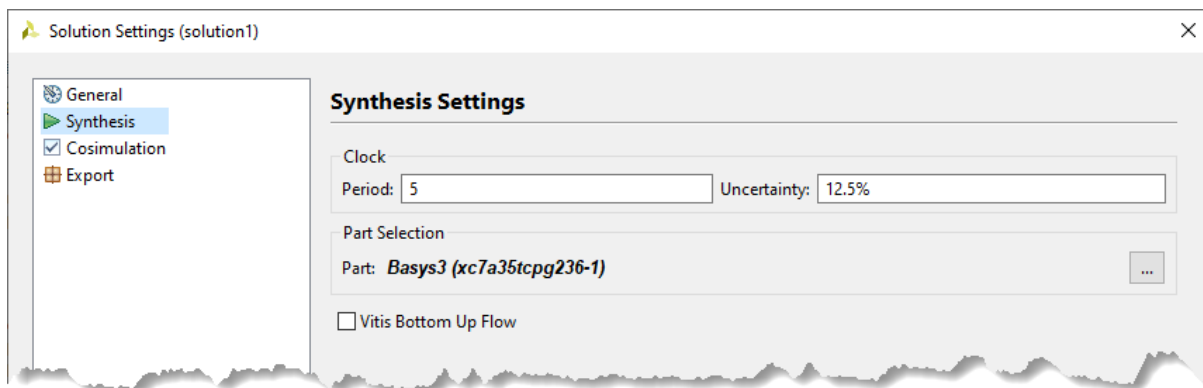 Solution Settings (solution1)
General
Synthesis
Cosimulation
Export
Synthesis Settings
Clock
Period: 5 Uncertainty: 12.5%
Part Selection
Part: Basys3 (xc7a35tcpg236-1) ...
Vitis Bottom Up Flow